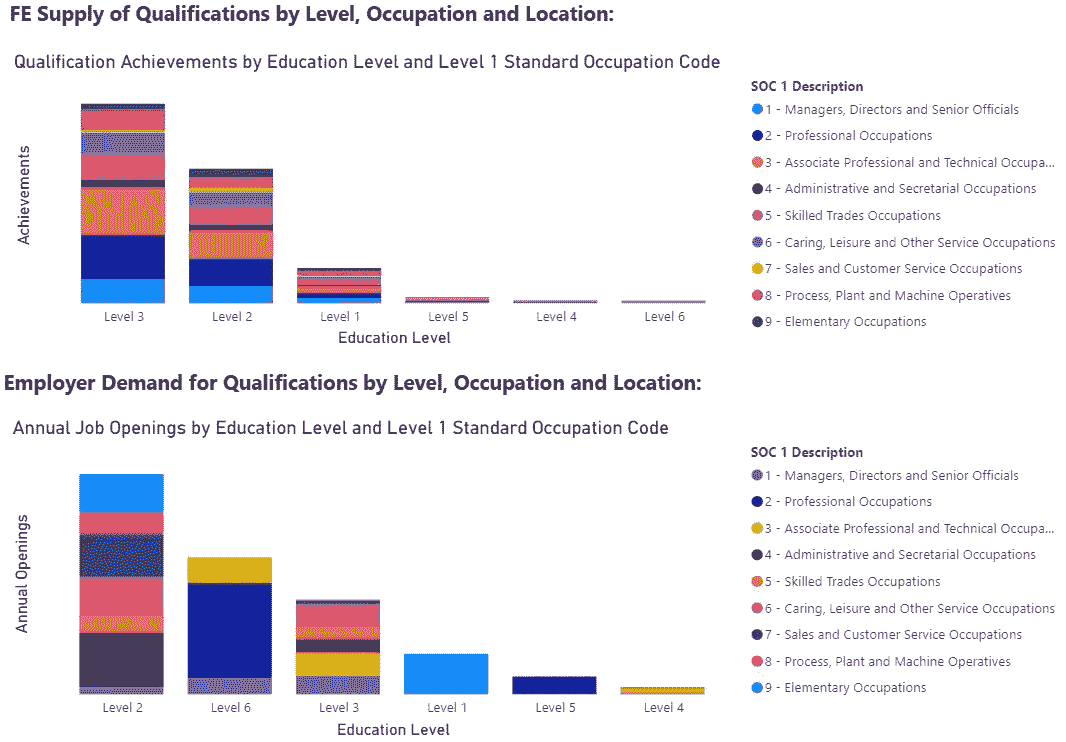 FE Supply of Qualifications by Level, Occupation and Location:
Qualification Achievements by Education Level and Level 1 Standard Occupation Code
SOC 1 Description
1 - Managers, Directors and Senior Officials
2 - Professional Occupations
3 - Associate Professional and Technical Occupa...
4 - Administrative and Secretarial Occupations
5 - Skilled Trades Occupations
6 - Caring, Leisure and Other Service Occupations
7 - Sales and Customer Service Occupations
8 - Process, Plant and Machine Operatives
9 - Elementary Occupations
Achievements
Level 3 Level 2 Level 1 Level 5 Level 4 Level 6
Education Level
Employer Demand for Qualifications by Level, Occupation and Location:
Annual Job Openings by Education Level and Level 1 Standard Occupation Code
SOC 1 Description
1 - Managers, Directors and Senior Officials
2 - Professional Occupations
3 - Associate Professional and Technical Occupa...
4 - Administrative and Secretarial Occupations
5 - Skilled Trades Occupations
6 - Caring, Leisure and Other Service Occupations
7 - Sales and Customer Service Occupations
8 - Process, Plant and Machine Operatives
9 - Elementary Occupations
Annual Openings
Level 2 Level 6 Level 3 Level 1 Level 5 Level 4
Education Level